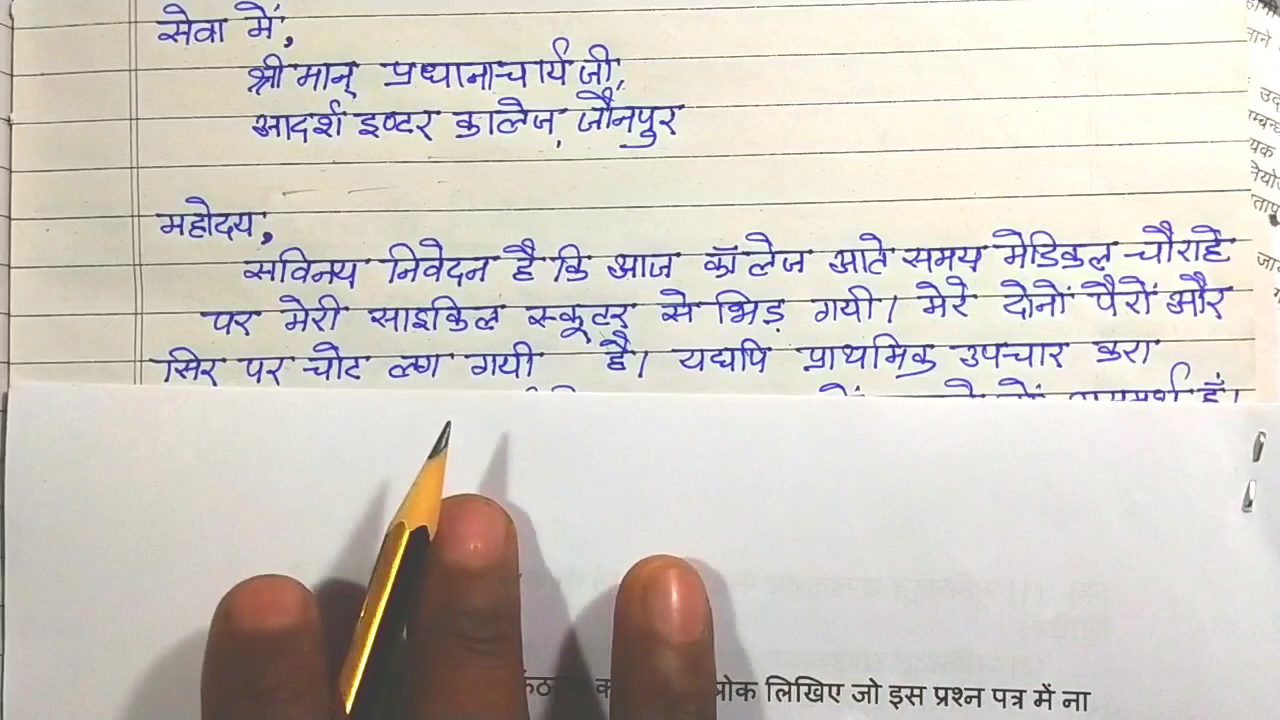 सेवा में,
श्रीमान् प्रधानाचार्य जी,
आदर्श इण्टर कालेज, जौनपुर
महोदय,
सविनय निवेदन है कि आज कॉलेज आते समय मेडिकल चौराहे
पर मेरी साइकिल स्कूटर से भिड़ गयी। मेरे दोनों पैरों और
सिर पर चोट लग गयी है। यद्यपि प्राथमिक उपचार करा
लिखिए जो इस प्रश्न पत्र में ना